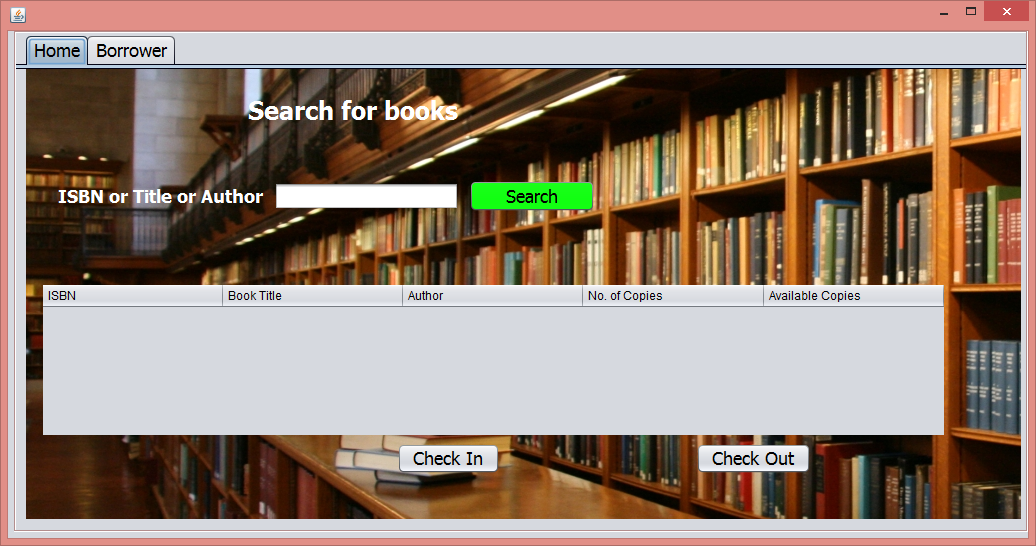 Home Borrower
Search for books
ISBN or Title or Author Search
ISBN Book Title Author No. of Copies Available Copies
Check In Check Out